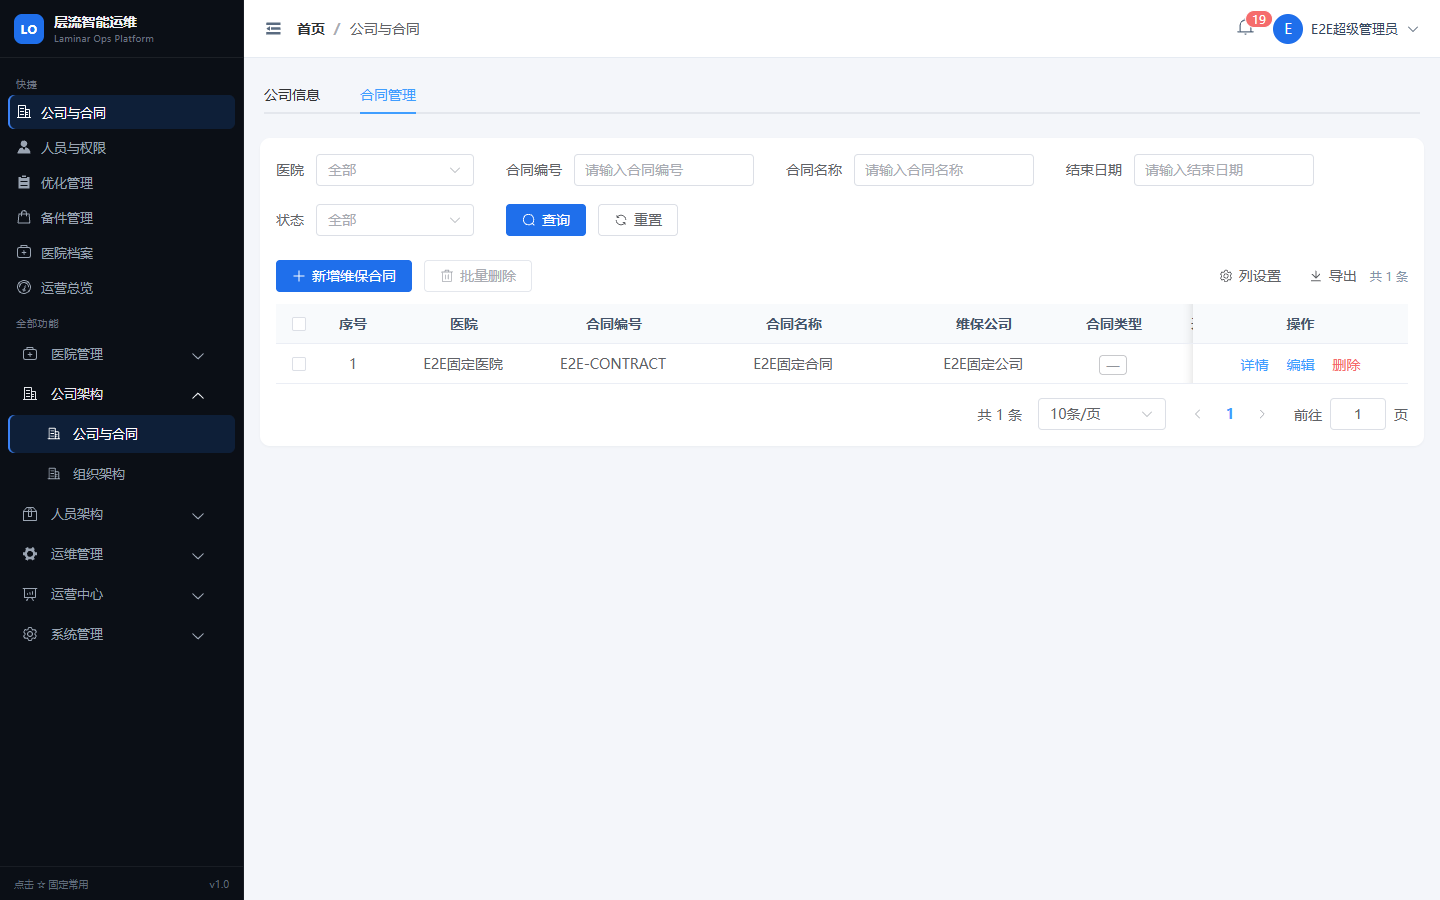 LO
层流智能运维
Laminar Ops Platform
快捷
公司与合同
人员与权限
优化管理
备件管理
医院档案
运营总览
全部功能
医院管理
公司架构
公司与合同
组织架构
人员架构
运维管理
运营中心
系统管理
点击 ☆ 固定常用 v1.0
首页 / 公司与合同
19
E E2E超级管理员
公司信息 合同管理
医院 全部 合同编号 请输入合同编号 合同名称 请输入合同名称 结束日期 请输入结束日期
状态 全部 查询 重置
新增维保合同 批量删除 列设置 导出 共 1 条
序号 医院 合同编号 合同名称 维保公司 合同类型 操作
1 E2E固定医院 E2E-CONTRACT E2E固定合同 E2E固定公司 — 详情 编辑 删除
共 1 条 10条/页 1 前往 1 页